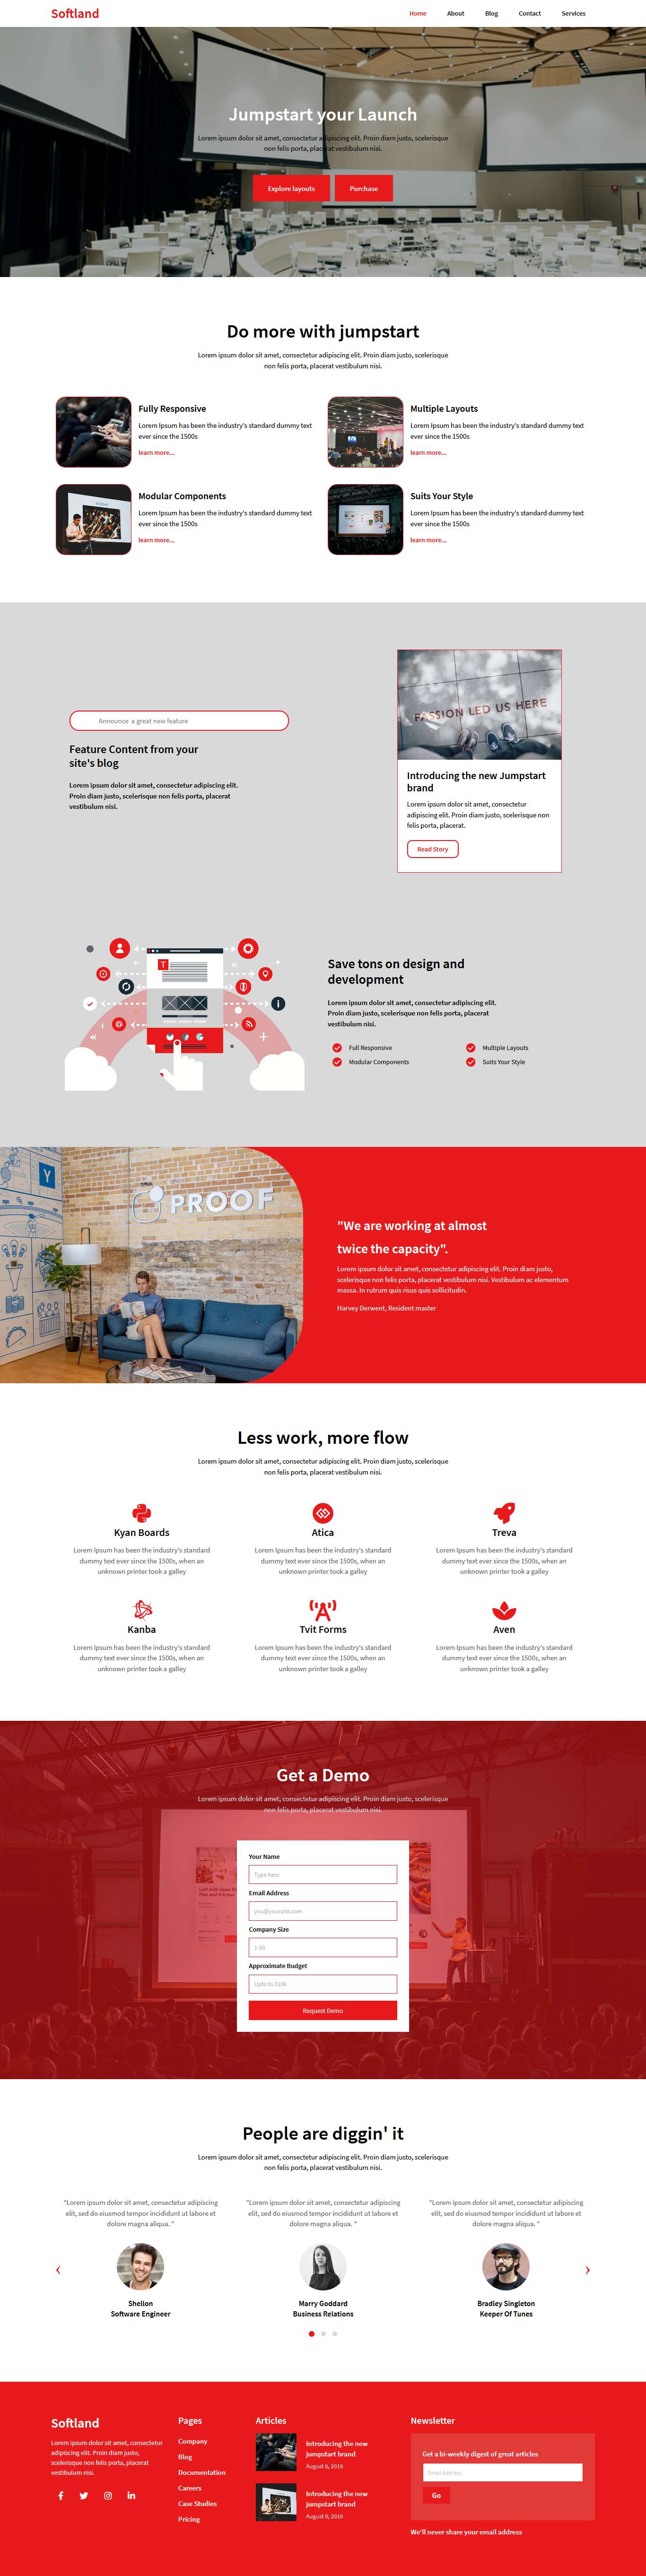 Softland
Home About Blog Contact Services
Jumpstart your Launch
Lorem ipsum dolor sit amet, consectetur adipiscing elit. Proin diam justo, scelerisque
non felis porta, placerat vestibulum nisi.
Explore layouts
Purchase
Do more with jumpstart
Lorem ipsum dolor sit amet, consectetur adipiscing elit. Proin diam justo, scelerisque
non felis porta, placerat vestibulum nisi.
Fully Responsive
Lorem Ipsum has been the industry's standard dummy text
ever since the 1500s
learn more...
Multiple Layouts
Lorem Ipsum has been the industry's standard dummy text
ever since the 1500s
learn more...
Modular Components
Lorem Ipsum has been the industry's standard dummy text
ever since the 1500s
learn more...
Suits Your Style
Lorem Ipsum has been the industry's standard dummy text
ever since the 1500s
learn more...
Announce a great new feature
Feature Content from your
site's blog
Lorem ipsum dolor sit amet, consectetur adipiscing elit.
Proin diam justo, scelerisque non felis porta, placerat
vestibulum nisi.
PASSION LED US HERE
Introducing the new Jumpstart
brand
Lorem ipsum dolor sit amet, consectetur
adipiscing elit. Proin diam justo, scelerisque non
felis porta, placerat.
Read Story
T
Save tons on design and
development
Lorem ipsum dolor sit amet, consectetur adipiscing elit.
Proin diam justo, scelerisque non felis porta, placerat
vestibulum nisi.
Full Responsive
Multiple Layouts
Modular Components
Suits Your Style
Y
PROOF
"We are working at almost
twice the capacity".
Lorem ipsum dolor sit amet, consectetur adipiscing elit. Proin diam justo,
scelerisque non felis porta, placerat vestibulum nisi. Vestibulum ac elementum
massa. In rutrum quis risus quis sollicitudin.
Harvey Derwent, Resident master
Less work, more flow
Lorem ipsum dolor sit amet, consectetur adipiscing elit. Proin diam justo, scelerisque
non felis porta, placerat vestibulum nisi.
Kyan Boards
Lorem Ipsum has been the industry's standard
dummy text ever since the 1500s, when an
unknown printer took a galley
Atica
Lorem Ipsum has been the industry's standard
dummy text ever since the 1500s, when an
unknown printer took a galley
Treva
Lorem Ipsum has been the industry's standard
dummy text ever since the 1500s, when an
unknown printer took a galley
Kanba
Lorem Ipsum has been the industry's standard
dummy text ever since the 1500s, when an
unknown printer took a galley
Tvit Forms
Lorem Ipsum has been the industry's standard
dummy text ever since the 1500s, when an
unknown printer took a galley
Aven
Lorem Ipsum has been the industry's standard
dummy text ever since the 1500s, when an
unknown printer took a galley
Get a Demo
Lorem ipsum dolor sit amet, consectetur adipiscing elit. Proin diam justo, scelerisque
non felis porta, placerat vestibulum nisi.
Your Name
Type here
Email Address
you@yoursite.com
Company Size
1-50
Approximate Budget
Upto to $10k
Request Demo
People are diggin' it
Lorem ipsum dolor sit amet, consectetur adipiscing elit. Proin diam justo, scelerisque
non felis porta, placerat vestibulum nisi.
"Lorem ipsum dolor sit amet, consectetur adipiscing
elit, sed do eiusmod tempor incididunt ut labore et
dolore magna aliqua. "
Shellon
Software Engineer
"Lorem ipsum dolor sit amet, consectetur adipiscing
elit, sed do eiusmod tempor incididunt ut labore et
dolore magna aliqua. "
Marry Goddard
Business Relations
"Lorem ipsum dolor sit amet, consectetur adipiscing
elit, sed do eiusmod tempor incididunt ut labore et
dolore magna aliqua. "
Bradley Singleton
Keeper Of Tunes
Softland
Lorem ipsum dolor sit amet, consectetur
adipiscing elit. Proin diam justo,
scelerisque non felis porta, placerat
vestibulum nisi.
Pages
Company
Blog
Documentation
Careers
Case Studies
Pricing
Articles
Introducing the new
jumpstart brand
August 8, 2019
Introducing the new
jumpstart brand
August 8, 2019
Newsletter
Get a bi-weekly digest of great articles
Email Address
Go
We'll never share your email address